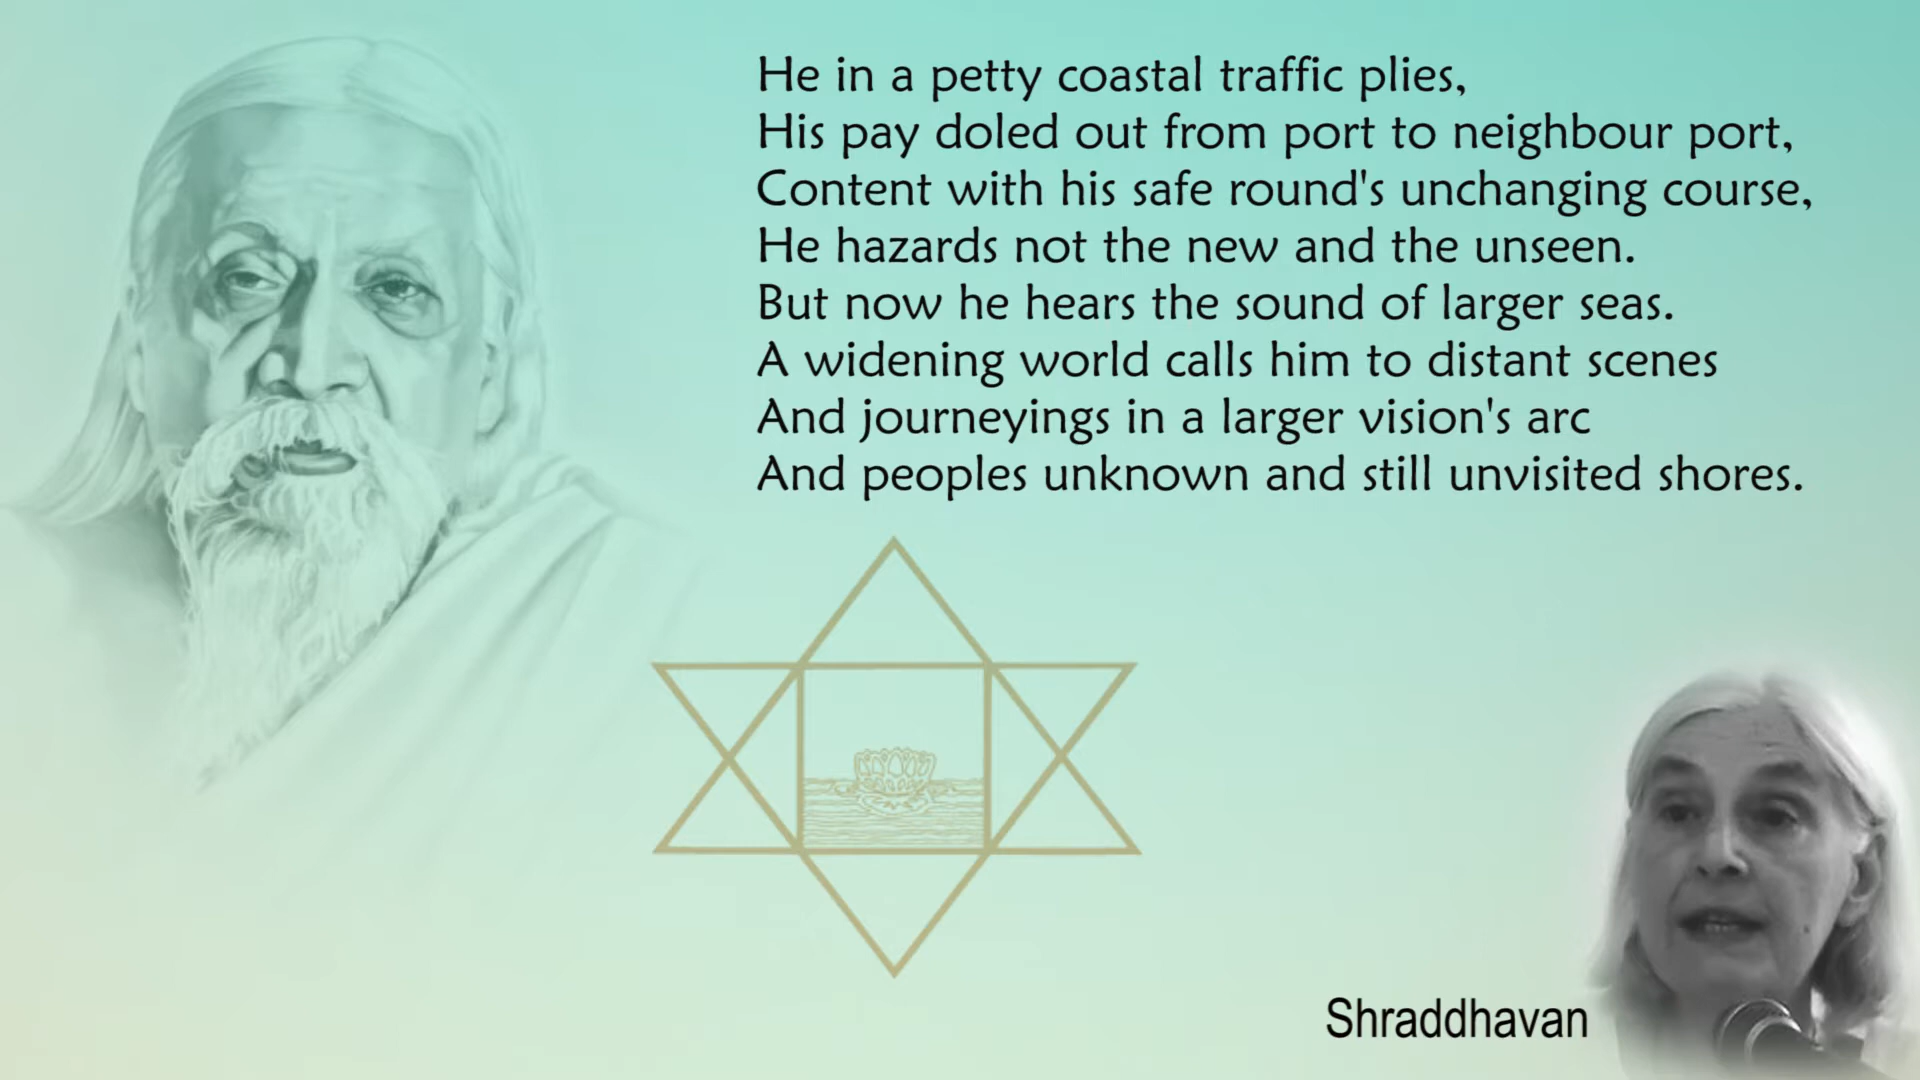 He in a petty coastal traffic plies,
His pay doled out from port to neighbour port,
Content with his safe round's unchanging course,
He hazards not the new and the unseen.
But now he hears the sound of larger seas.
A widening world calls him to distant scenes
And journeyings in a larger vision's arc
And peoples unknown and still unvisited shores.
Shraddhavan